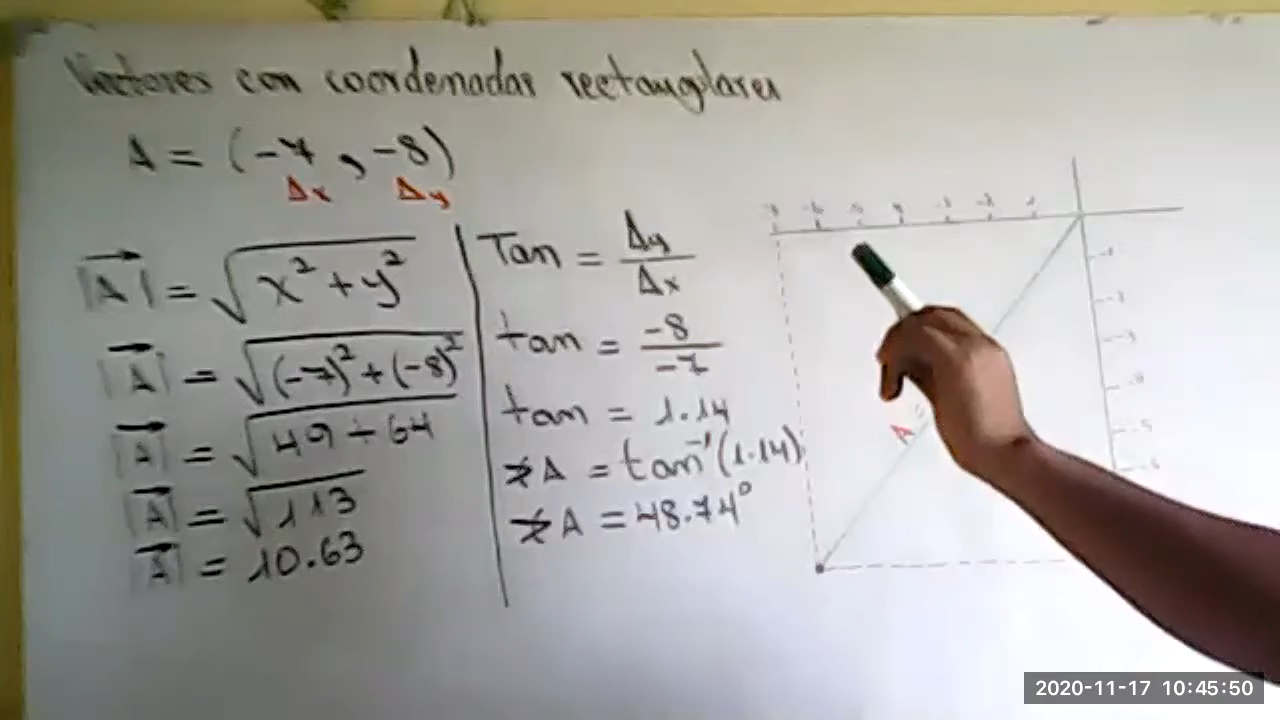 Vectores con coordenadas rectangulares
A = (-7, -8)
Δx Δy
|A| = √x² + y²
|A| = √(-7)² + (-8)²
|A| = √49 + 64
|A| = √113
|A| = 10.63
Tan = Δy/Δx
tan = -8/-7
tan = 1.14
∡A = tan⁻¹(1.14)
∡A = 48.74°
A
2020-11-17 10:45:50